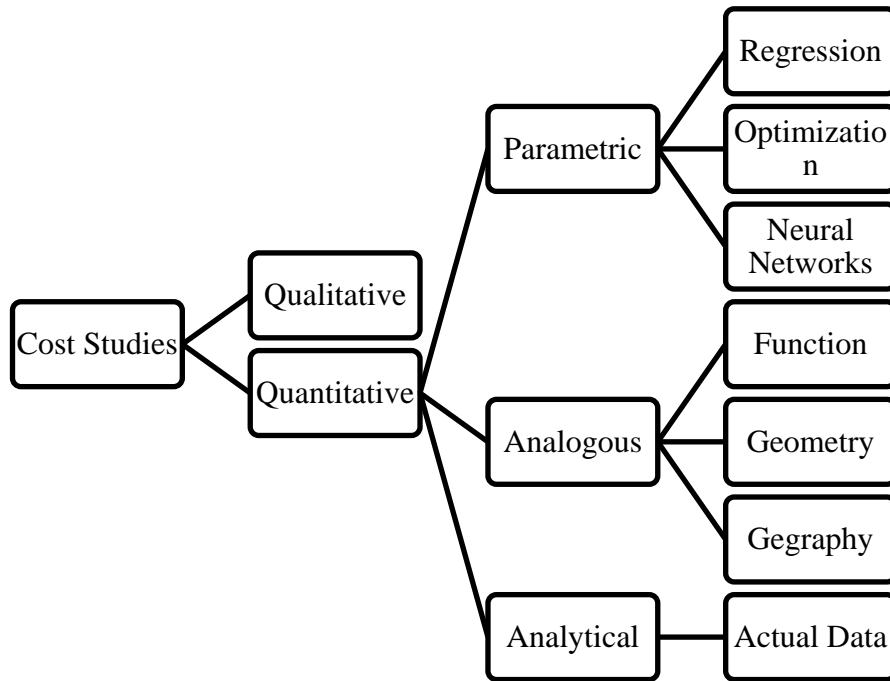 Regression
Parametric
Optimizatio
n
Neural
Networks
Qualitative
Cost Studies
Quantitative
Function
Analogous
Geometry
Gegraphy
Analytical
Actual Data